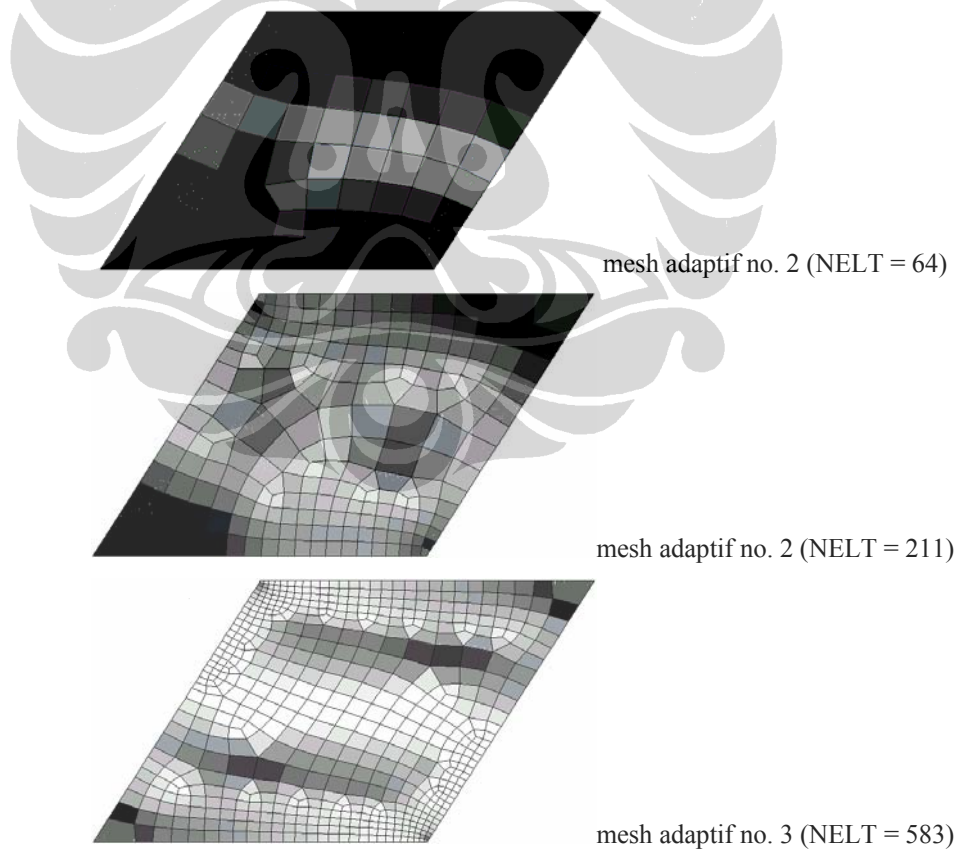 mesh adaptif no. 2 (NELT = 64)
mesh adaptif no. 2 (NELT = 211)
mesh adaptif no. 3 (NELT = 583)